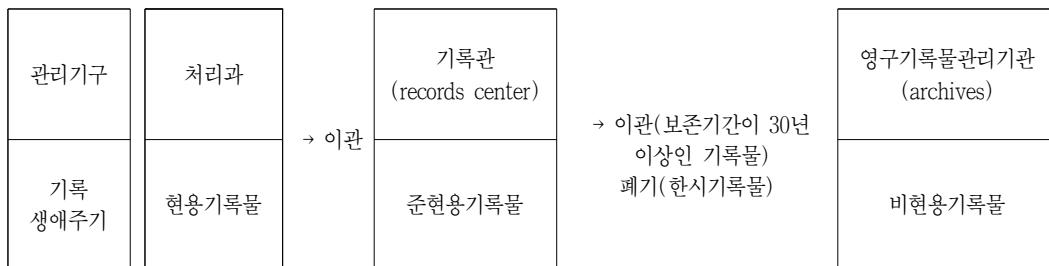 관리기구
처리과
→ 이관
기록관
(records center)
→ 이관(보존기간이 30년
이상인 기록물)
폐기(한시기록물)
영구기록물관리기관
(archives)
기록
생애주기
현용기록물
준현용기록물
비현용기록물